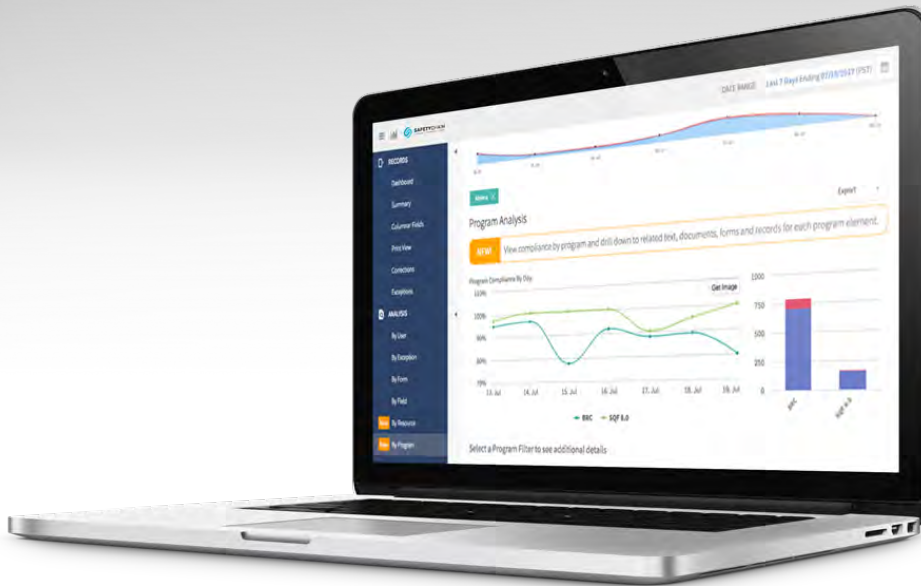 DATE RANGE Last 7 Days Ending 07/19/2017 (PST)
SAFETYCHAIN
RECORDS
Dashboard
Summary
Columnar Fields
Print View
Corrections
Exceptions
ANALYSIS
By User
By Exception
By Form
By Field
By Resource
By Program
Export
Program Analysis
NEW! View compliance by program and drill down to related text, documents, forms and records for each program element.
Program Compliance By Day
Get Image
110%
100%
90%
80%
70%
13. Jul 14. Jul 15. Jul 16. Jul 17. Jul 18. Jul 19. Jul
BRC SQF 8.0
1000
750
500
250
0
BRC
SQF 8.0
Select a Program Filter to see additional details